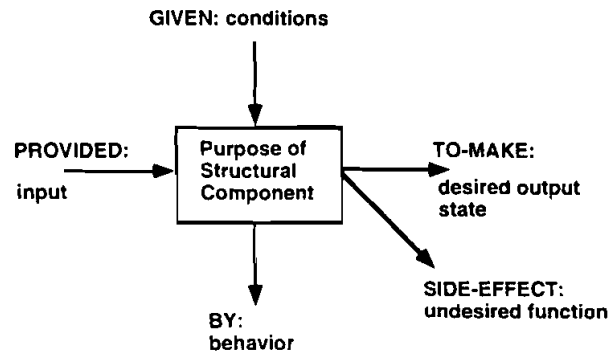 GIVEN: conditions
PROVIDED:
input
Purpose of
Structural
Component
TO-MAKE:
desired output
state
SIDE-EFFECT:
undesired function
BY:
behavior